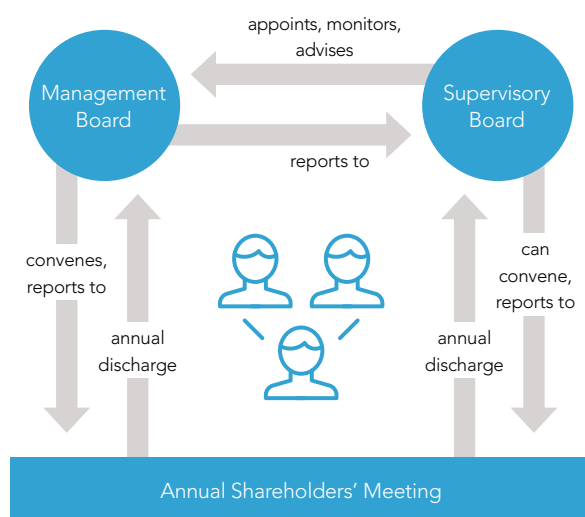 appoints, monitors,
advises
Management
Board
Supervisory
Board
reports to
convenes,
reports to
annual
discharge
annual
discharge
can
convene,
reports to
Annual Shareholders’ Meeting